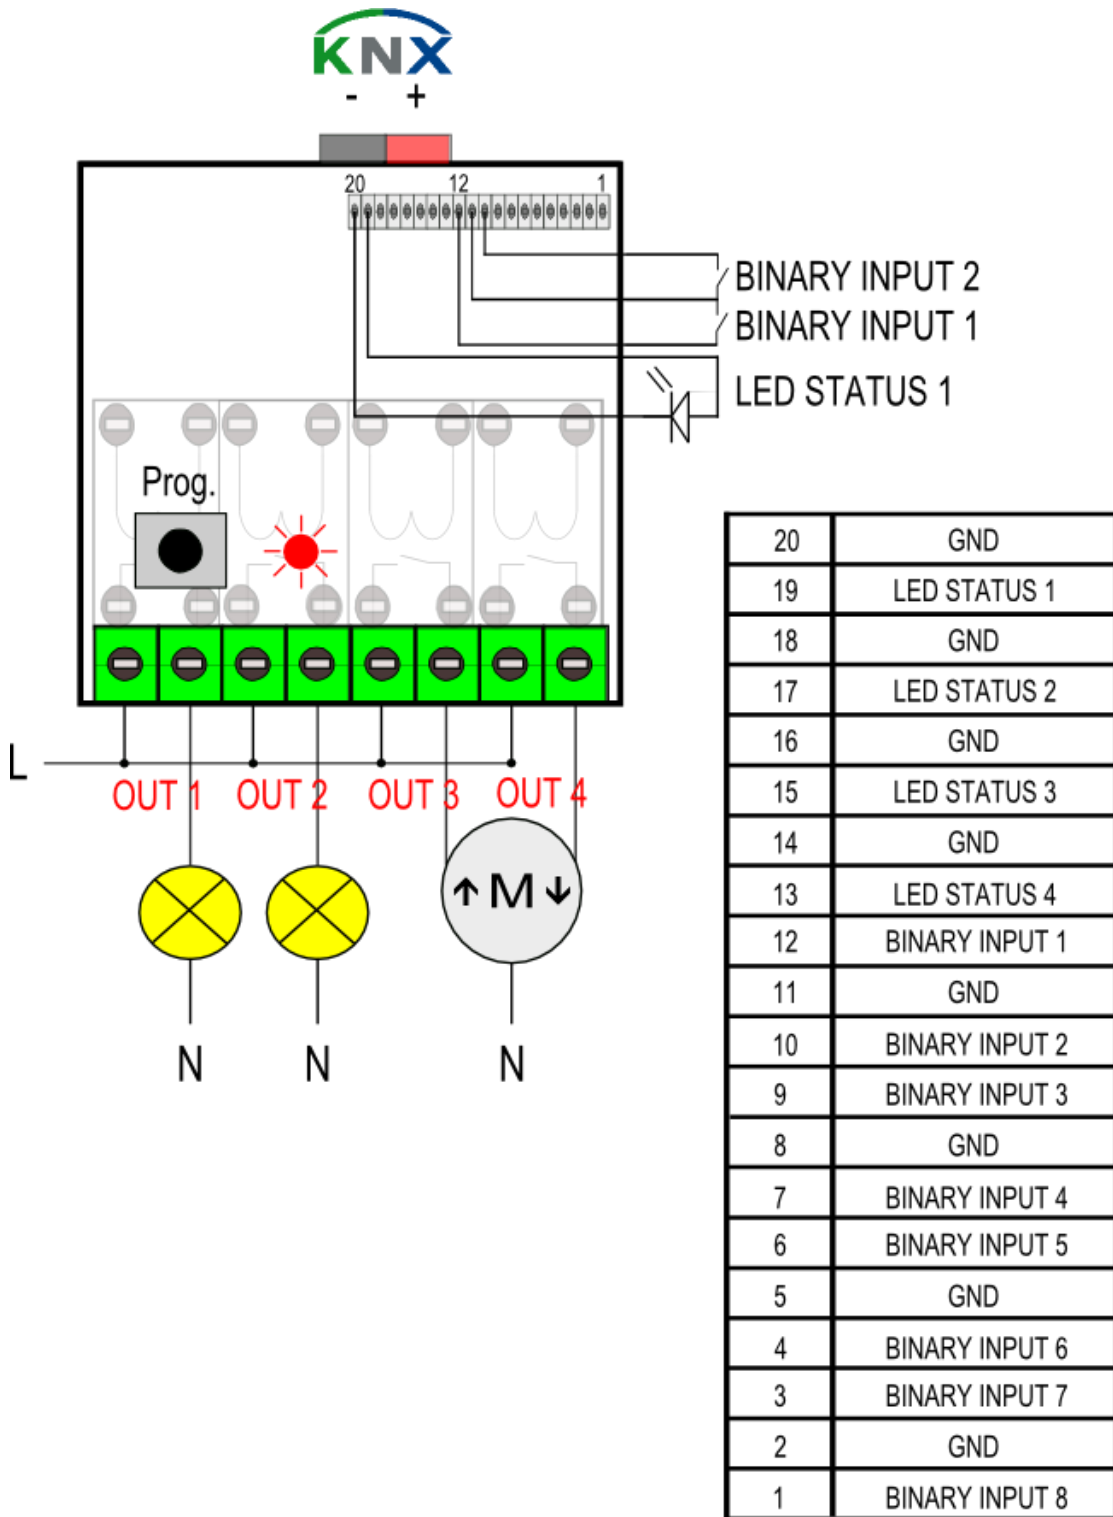 KNX
- +
20 12 1
BINARY INPUT 2
BINARY INPUT 1
LED STATUS 1
Prog.
L
OUT 1 OUT 2 OUT 3 OUT 4
M
N N N
20 GND
19 LED STATUS 1
18 GND
17 LED STATUS 2
16 GND
15 LED STATUS 3
14 GND
13 LED STATUS 4
12 BINARY INPUT 1
11 GND
10 BINARY INPUT 2
9 BINARY INPUT 3
8 GND
7 BINARY INPUT 4
6 BINARY INPUT 5
5 GND
4 BINARY INPUT 6
3 BINARY INPUT 7
2 GND
1 BINARY INPUT 8